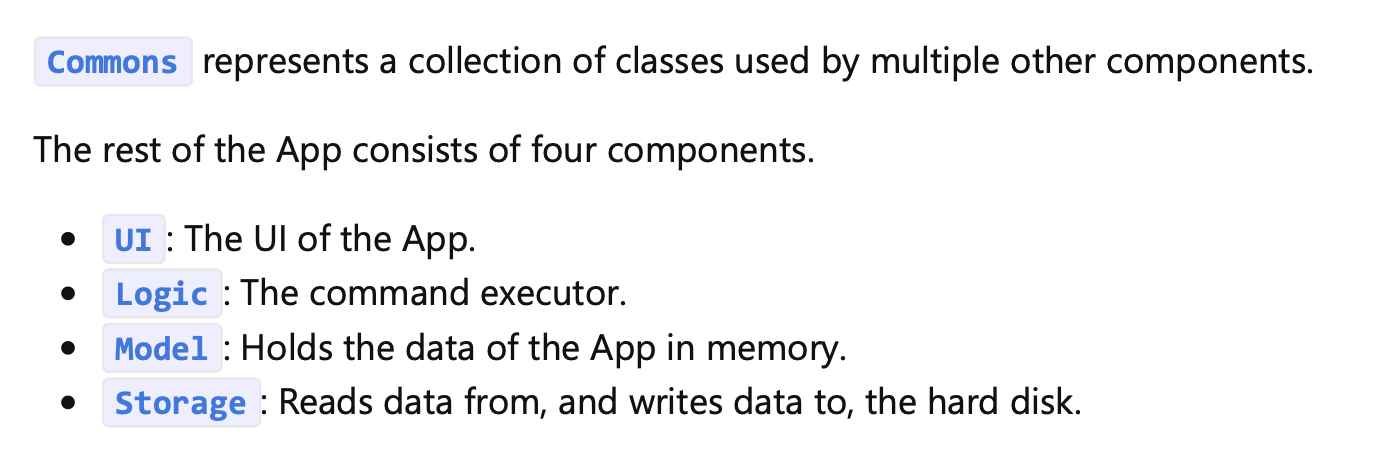 Commons represents a collection of classes used by multiple other components.
The rest of the App consists of four components.
• UI: The UI of the App.
• Logic: The command executor.
• Model: Holds the data of the App in memory.
• Storage: Reads data from, and writes data to, the hard disk.